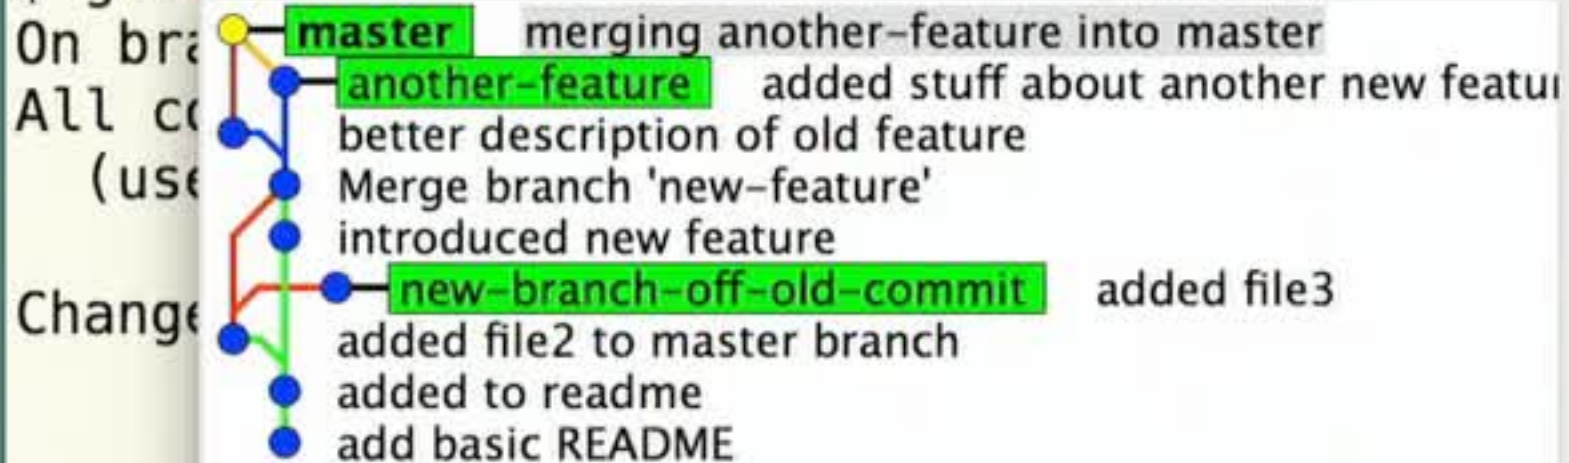 On bra
master merging another-feature into master
another-feature added stuff about another new featu
All co
better description of old feature
(use
Merge branch 'new-feature'
introduced new feature
new-branch-off-old-commit added file3
Change
added file2 to master branch
added to readme
add basic README